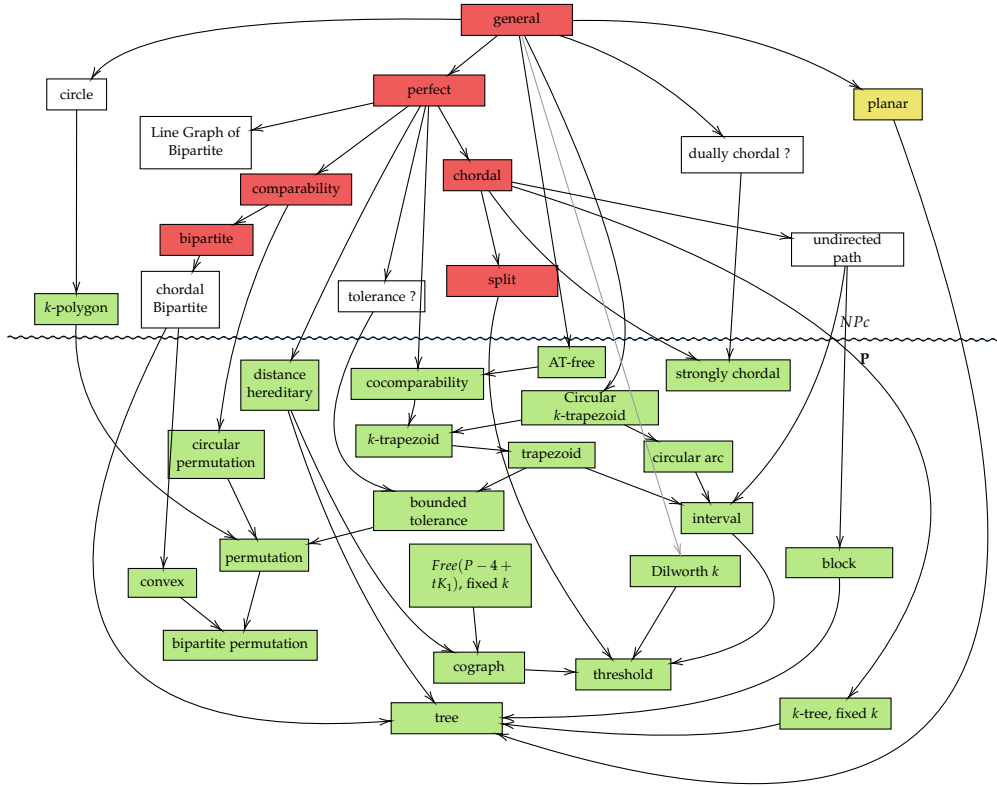 general
circle
perfect
planar
Line Graph of
Bipartite
dually chordal ?
comparability
chordal
bipartite
undirected
path
chordal
Bipartite
split
tolerance ?
k-polygon
NPc
P
AT-free
distance
hereditary
cocomparability
strongly chordal
Circular
k-trapezoid
k-trapezoid
circular
permutation
trapezoid
circular arc
bounded
tolerance
interval
permutation
Free(P − 4 +
tK₁), fixed k
block
convex
Dilworth k
bipartite permutation
cograph
threshold
tree
k-tree, fixed k